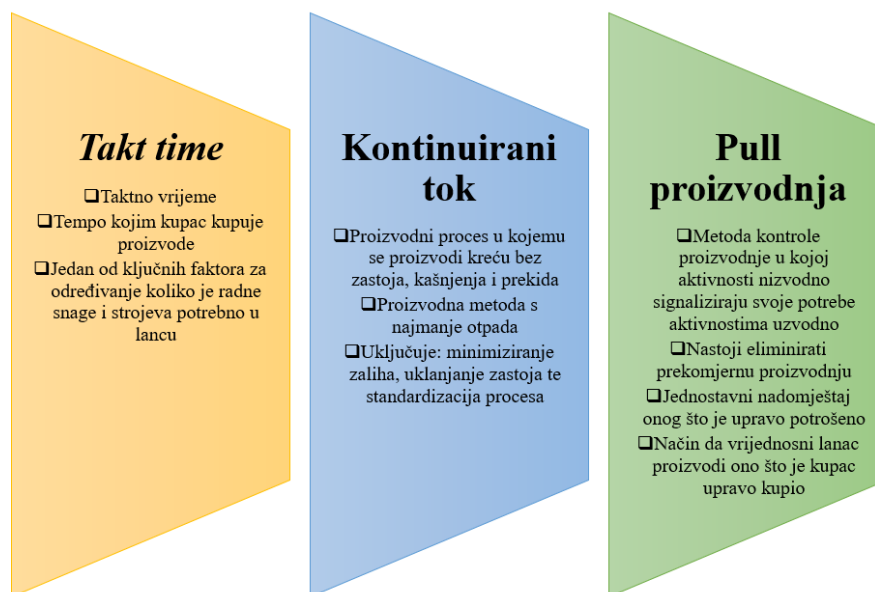 Takt time
❑Taktno vrijeme
❑Tempo kojim kupac kupuje
proizvode
❑Jedan od ključnih faktora za
određivanje koliko je radne
snage i strojeva potrebno u
lancu
Kontinuirani
tok
❑Proizvodni proces u kojemu
se proizvodi kreću bez
zastoja, kašnjenja i prekida
❑Proizvodna metoda s
najmanje otpada
❑Uključuje: minimiziranje
zaliha, uklanjanje zastoja te
standardizacija procesa
Pull
proizvodnja
❑Metoda kontrole
proizvodnje u kojoj
aktivnosti nizvodno
signaliziraju svoje potrebe
aktivnostima uzvodno
❑Nastoji eliminirati
prekomjernu proizvodnju
❑Jednostavni nadomještaj
onog što je upravo potrošeno
❑Način da vrijednosni lanac
proizvodi ono što je kupac
upravo kupio